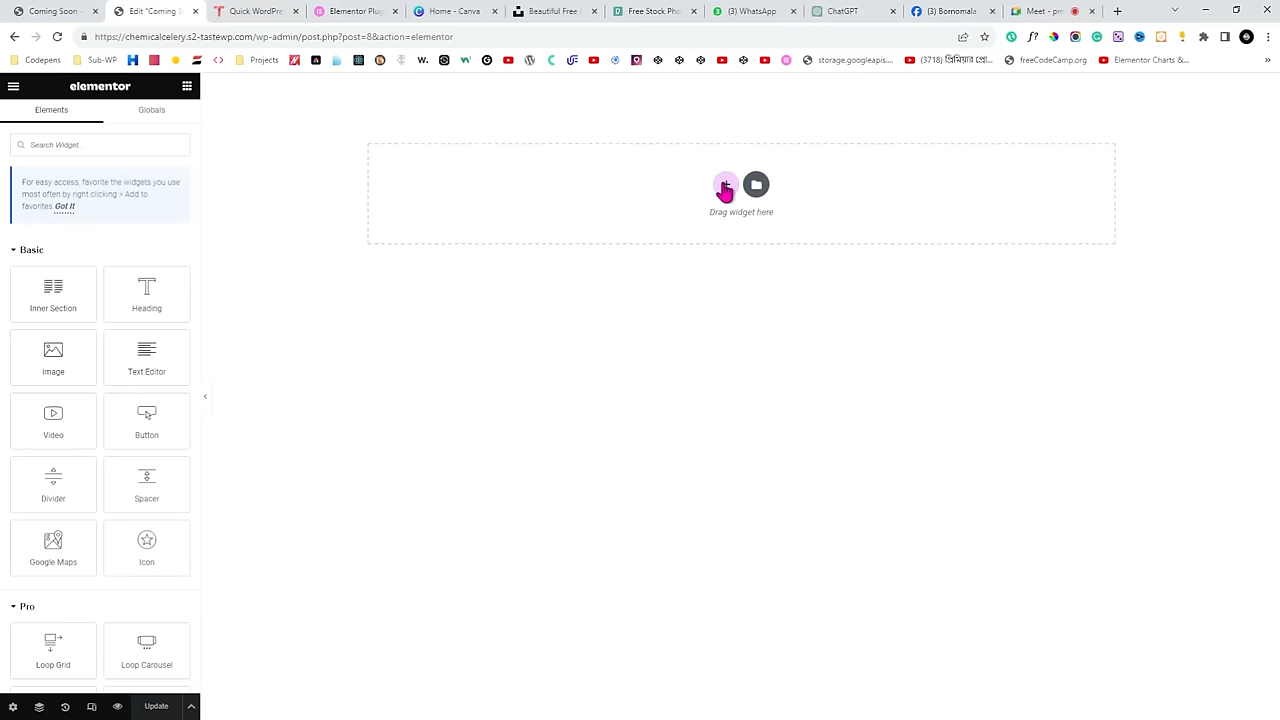 Coming Soon -
Edit "Coming S
Quick WordPre
Elementor Plug
Home - Canva
Beautiful Free I
Free Stock Pho
(3) WhatsApp
ChatGPT
(3) Bornomala
Meet - pm
https://chemicalcelery.s2-tastewp.com/wp-admin/post.php?post=8&action=elementor
Codepens
Sub-WP
Projects
storage.googleapis....
freeCodeCamp.org
Elementor Charts &...
elementor
Elements
Globals
Search Widget...
For easy access, favorite the widgets you use
most often by right clicking > Add to
favorites. Got It
Basic
Inner Section
Heading
Image
Text Editor
Video
Button
Divider
Spacer
Google Maps
Icon
Pro
Loop Grid
Loop Carousel
Update
Drag widget here